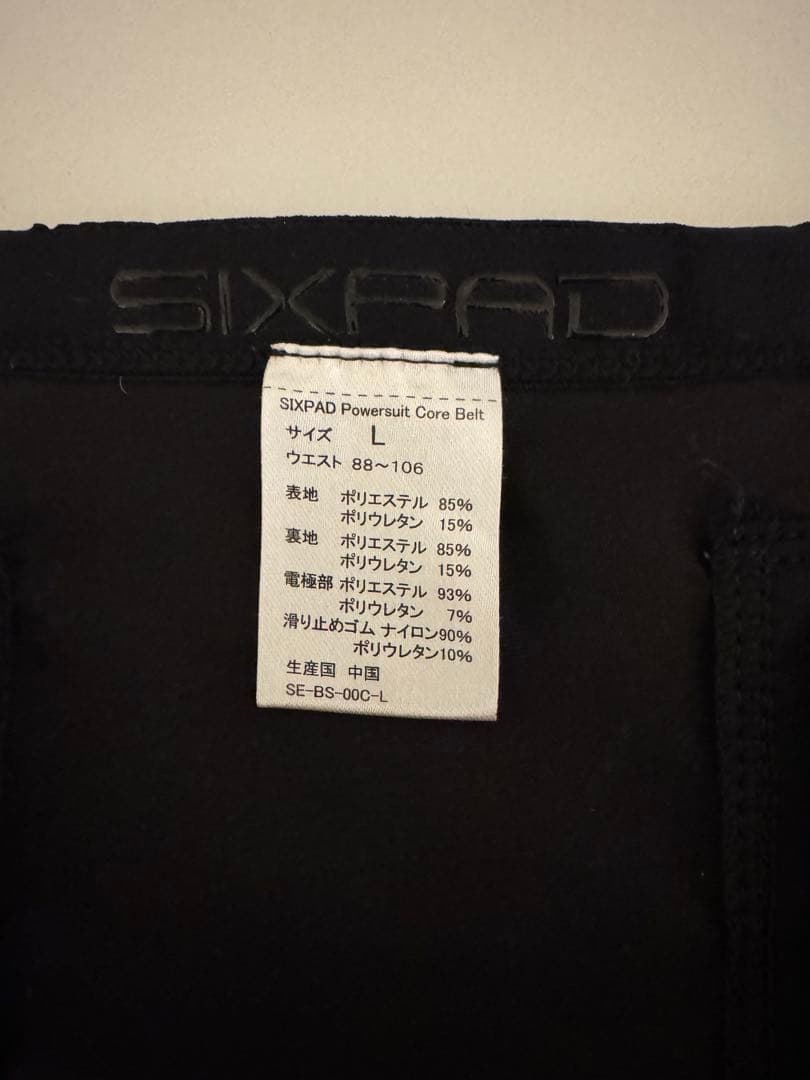 SIXPAD
SIXPAD Powersuit Core Belt
サイズ L
ウエスト 88～106
表地 ポリエステル 85%
ポリウレタン 15%
裏地 ポリエステル 85%
ポリウレタン 15%
電極部 ポリエステル 93%
ポリウレタン 7%
滑り止めゴム ナイロン90%
ポリウレタン10%
生産国 中国
SE-BS-00C-L